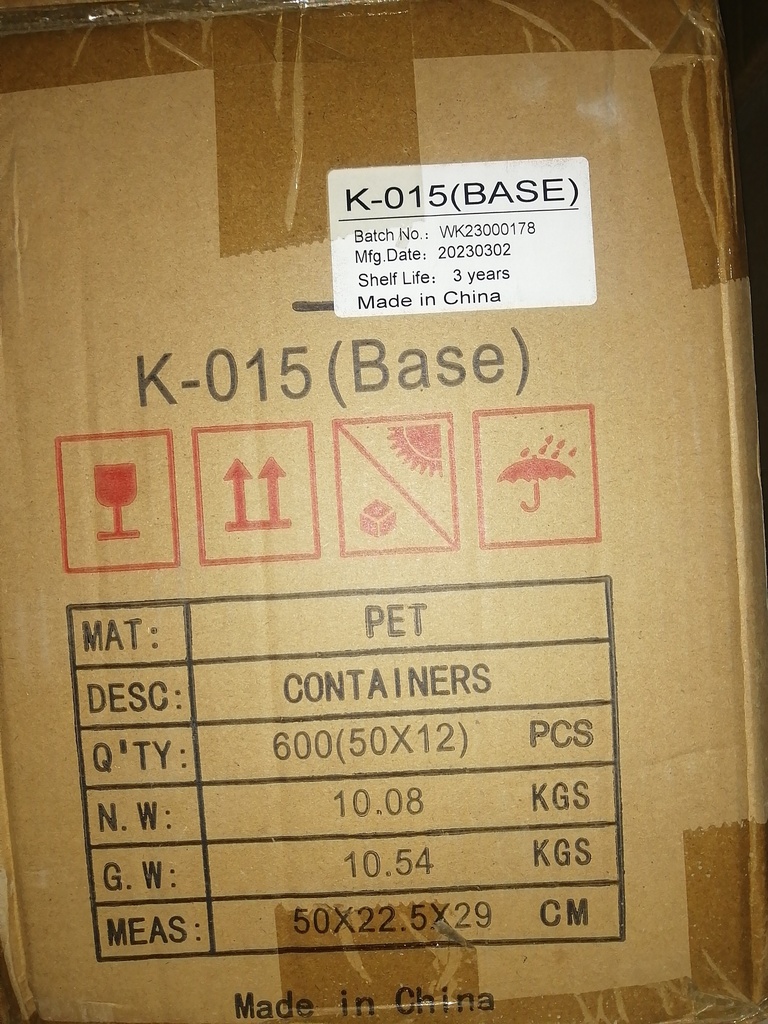 K-015(BASE)
Batch No.: WK23000178
Mfg.Date: 20230302
Shelf Life: 3 years
Made in China
K-015(Base)
MAT: PET
DESC: CONTAINERS
Q'TY: 600(50X12) PCS
N.W: 10.08 KGS
G.W: 10.54 KGS
MEAS: 50X22.5X29 CM
Made in China